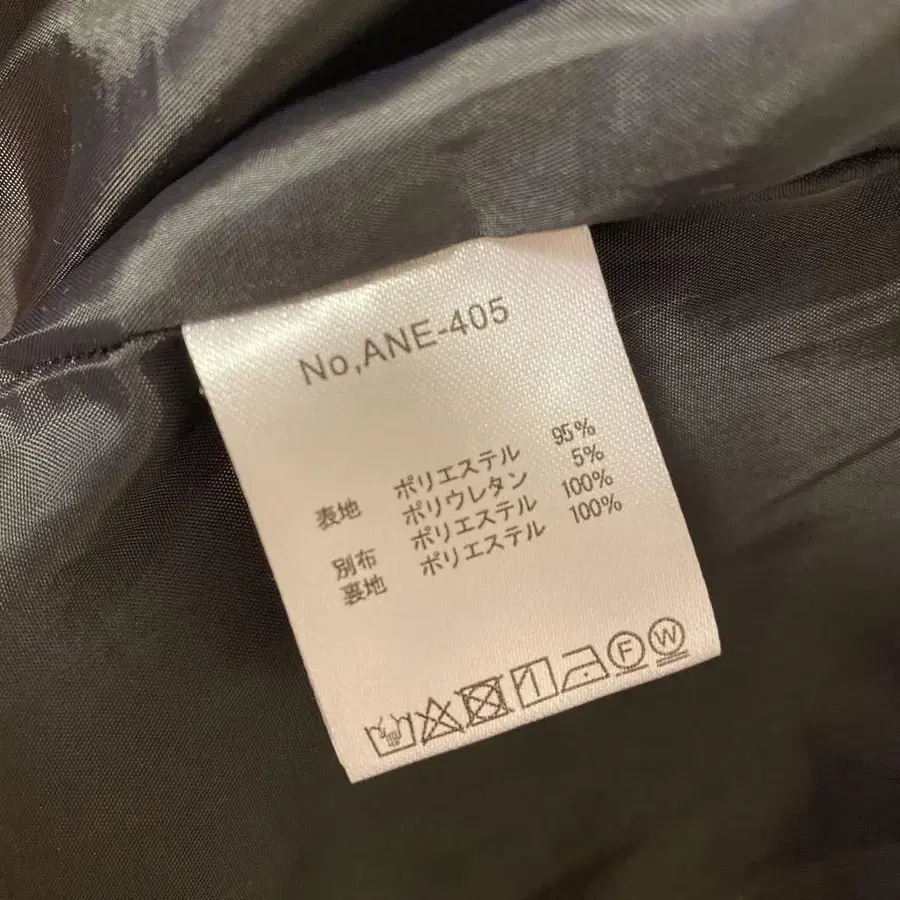 No,ANE-405
表地 ポリエステル 95%
ポリウレタン 5%
別布 ポリエステル 100%
裏地 ポリエステル 100%
F W